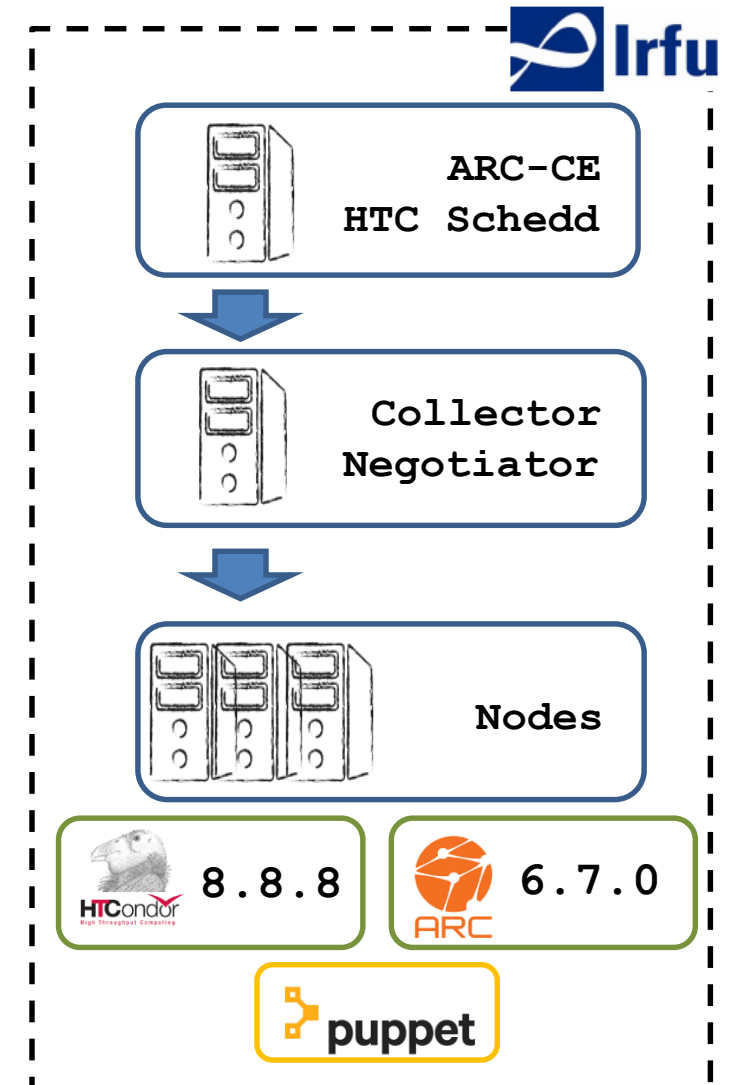 Irfu
ARC-CE
HTC Schedd
Collector
Negotiator
Nodes
HTCondor
High Throughput Computing
8.8.8
ARC
6.7.0
puppet